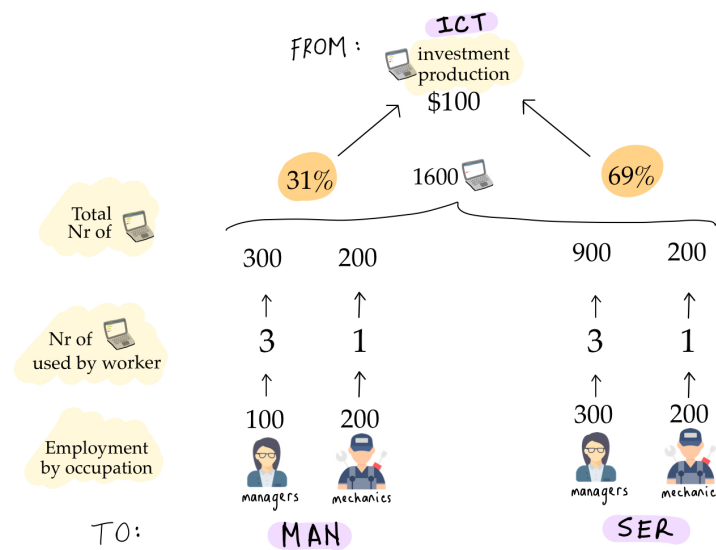 ICT
FROM:
investment
production
$100
31%
1600
69%
Total
Nr of
300 200 900 200
Nr of
used by worker
3 1 3 1
100 200 300 200
Employment
by occupation
managers mechanics managers mechanic
TO: MAN SER